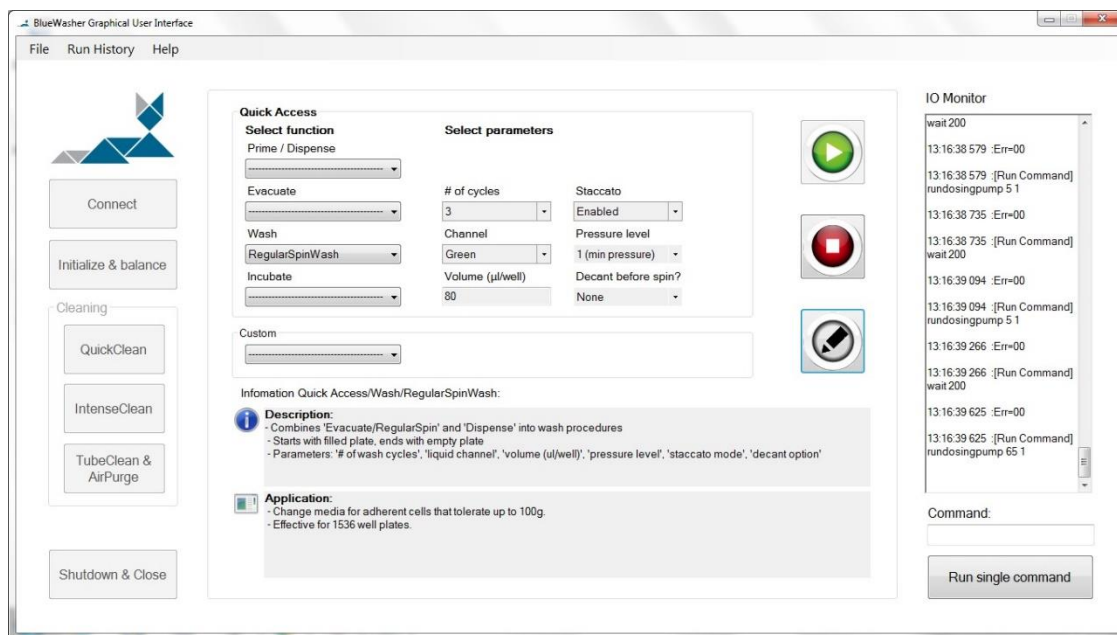 BlueWasher Graphical User Interface
File Run History Help
Connect
Initialize & balance
Cleaning
QuickClean
IntenseClean
TubeClean &
AirPurge
Shutdown & Close
Quick Access
Select function
Select parameters
Prime / Dispense
--------------------------------------------
Evacuate
# of cycles
Staccato
--------------------------------------------
3
Enabled
Wash
Channel
Pressure level
RegularSpinWash
Green
1 (min pressure)
Incubate
Volume (µl/well)
Decant before spin?
--------------------------------------------
80
None
Custom
--------------------------------------------
Infomation Quick Access/Wash/RegularSpinWash:
Description:
- Combines 'Evacuate/RegularSpin' and 'Dispense' into wash procedures
- Starts with filled plate, ends with empty plate
- Parameters: '# of wash cycles', 'liquid channel', 'volume (ul/well)', 'pressure level', 'staccato mode', 'decant option'
Application:
- Change media for adherent cells that tolerate up to 100g.
- Effective for 1536 well plates.
IO Monitor
wait 200
13:16:38 579 :Err=00
13:16:38 579 :[Run Command]
rundosingpump 5 1
13:16:38 735 :Err=00
13:16:38 735 :[Run Command]
wait 200
13:16:39 094 :Err=00
13:16:39 094 :[Run Command]
rundosingpump 5 1
13:16:39 266 :Err=00
13:16:39 266 :[Run Command]
wait 200
13:16:39 625 :Err=00
13:16:39 625 :[Run Command]
rundosingpump 65 1
Command:
Run single command